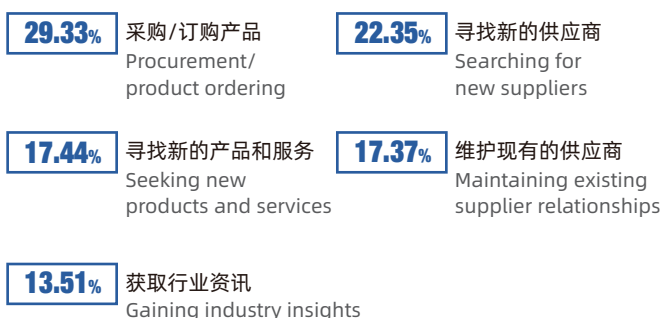 29.33%
采购/订购产品
Procurement/
product ordering
22.35%
寻找新的供应商
Searching for
new suppliers
17.44%
寻找新的产品和服务
Seeking new
products and services
17.37%
维护现有的供应商
Maintaining existing
supplier relationships
13.51%
获取行业资讯
Gaining industry insights